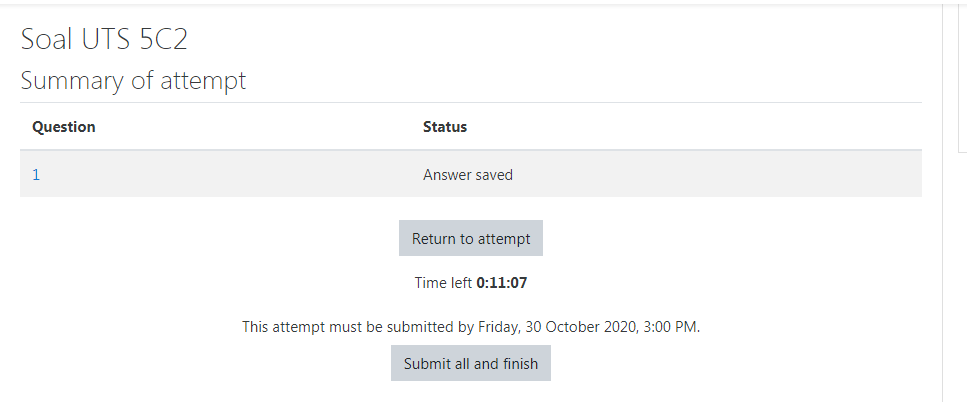 Soal UTS 5C2
Summary of attempt
Question Status
1 Answer saved
Return to attempt
Time left 0:11:07
This attempt must be submitted by Friday, 30 October 2020, 3:00 PM.
Submit all and finish